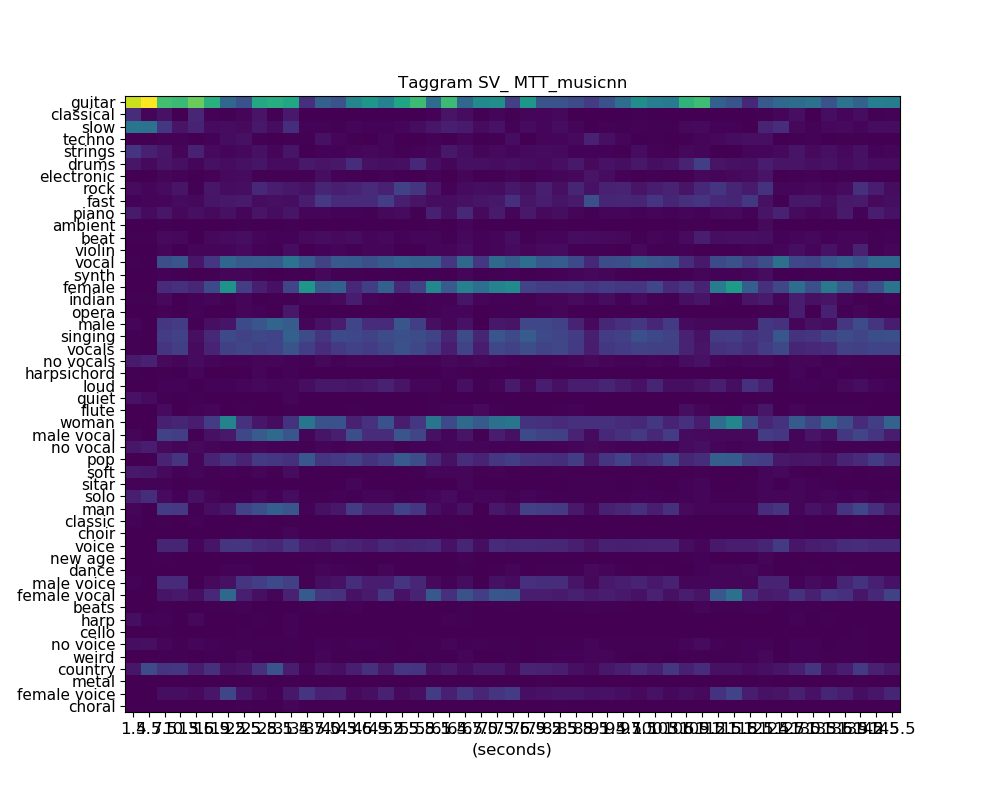 Taggram SV_ MTT_musicnn
guitar
classical
slow
techno
strings
drums
electronic
rock
fast
piano
ambient
beat
violin
vocal
synth
female
indian
opera
male
singing
vocals
no vocals
harpsichord
loud
quiet
flute
woman
male vocal
no vocal
pop
soft
sitar
solo
man
classic
choir
voice
new age
dance
male voice
female vocal
beats
harp
cello
no voice
weird
country
metal
female voice
choral
(seconds)